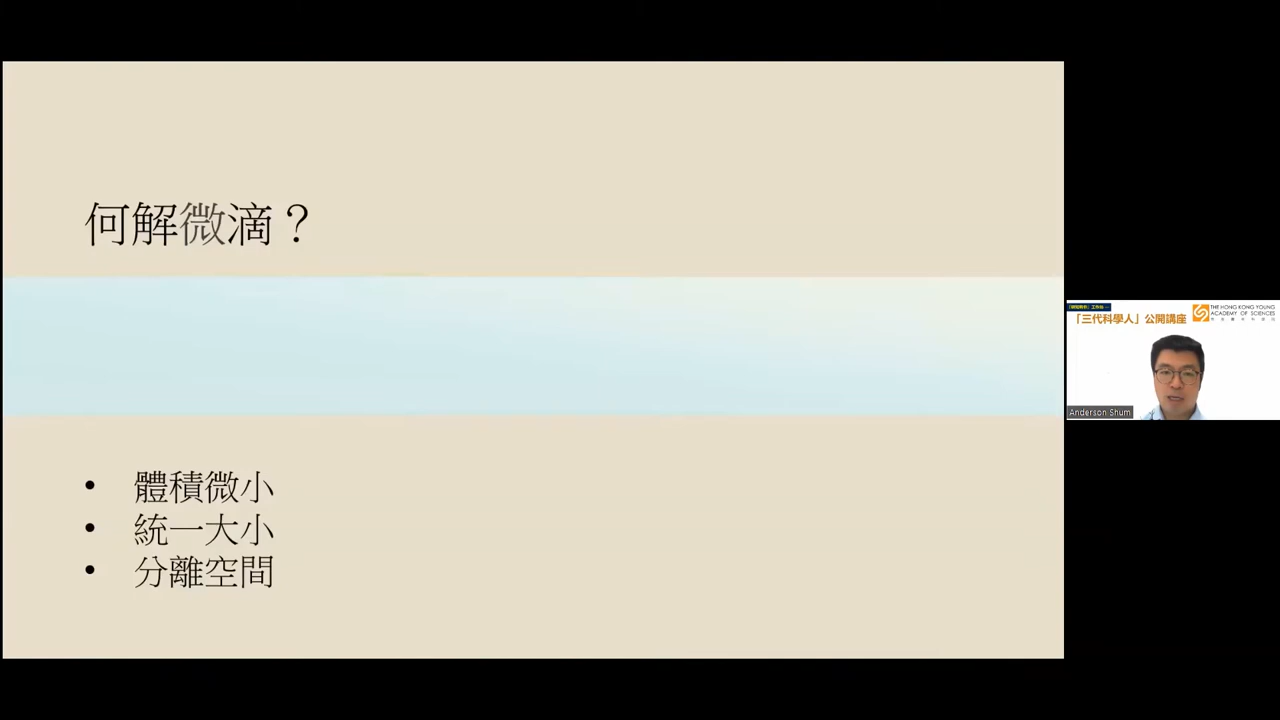 何解微滴？
• 體積微小
• 統一大小
• 分離空間
「三代科學人」公開講座
THE HONG KONG YOUNG
ACADEMY OF SCIENCES
Anderson Shum